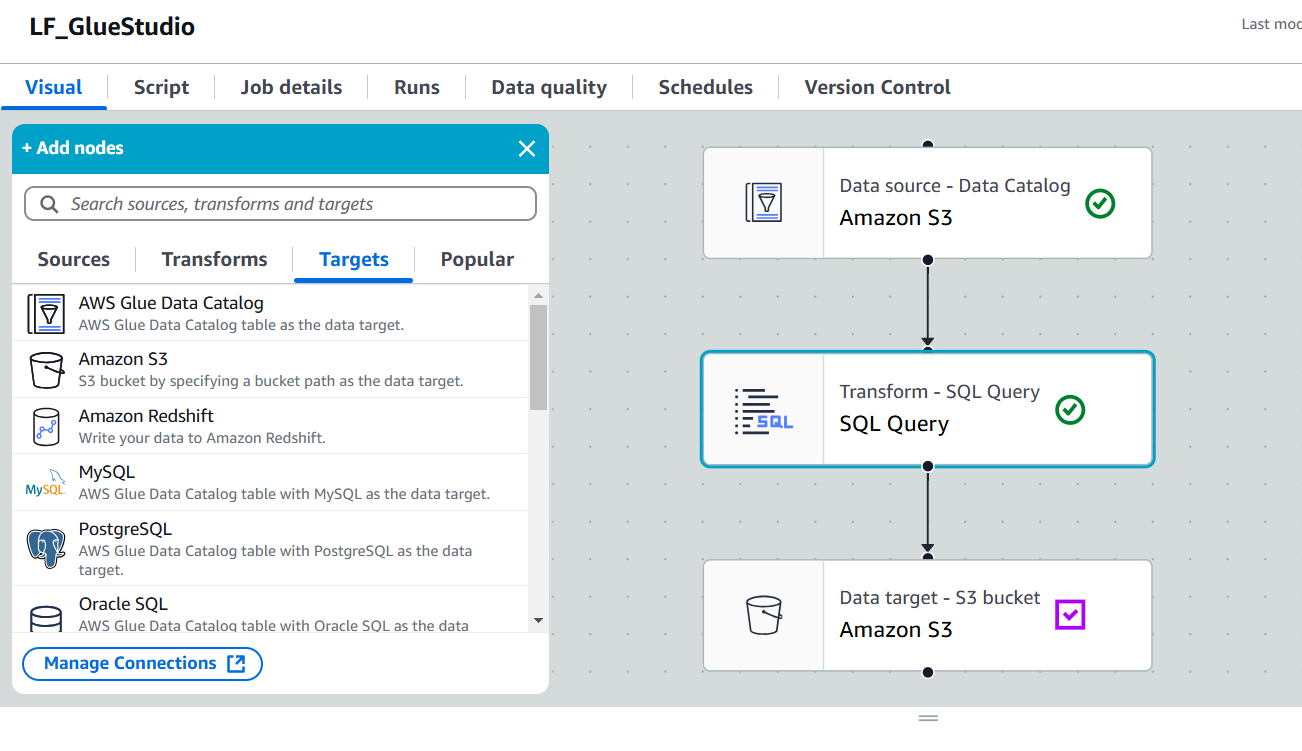 LF_GlueStudio
Last mod
Visual
Script
Job details
Runs
Data quality
Schedules
Version Control
+ Add nodes
Search sources, transforms and targets
Sources
Transforms
Targets
Popular
AWS Glue Data Catalog
AWS Glue Data Catalog table as the data target.
Amazon S3
S3 bucket by specifying a bucket path as the data target.
Amazon Redshift
Write your data to Amazon Redshift.
MySQL
MySQL
AWS Glue Data Catalog table with MySQL as the data target.
PostgreSQL
AWS Glue Data Catalog table with PostgreSQL as the data
target.
Oracle SQL
AWS Glue Data Catalog table with Oracle SQL as the data
Manage Connections
Data source - Data Catalog
Amazon S3
SQL
Transform - SQL Query
SQL Query
Data target - S3 bucket
Amazon S3